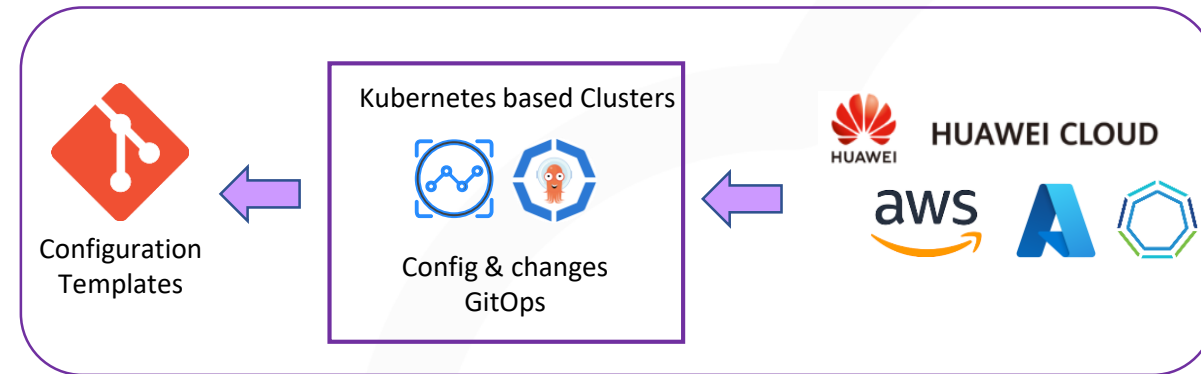 Kubernetes based Clusters
HUAWEI
HUAWEI CLOUD
aws
Configuration
Templates
Config & changes
GitOps